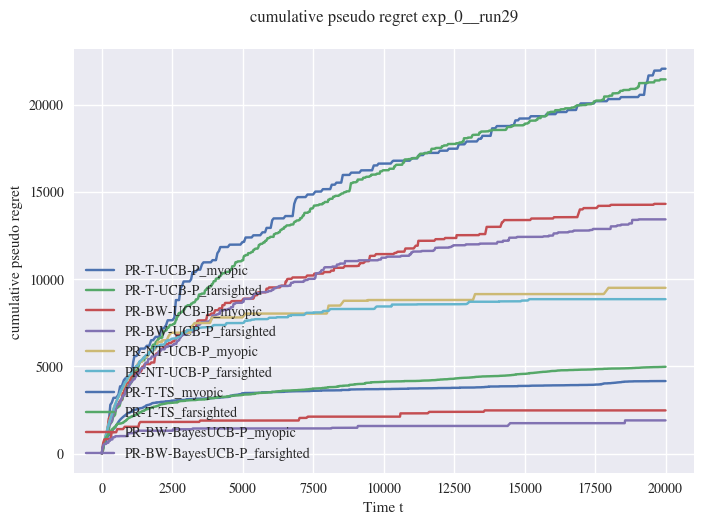 cumulative pseudo regret exp_0__run29
cumulative pseudo regret
20000
15000
10000
5000
0
PR-T-UCB-P_myopic
PR-T-UCB-P_farsighted
PR-BW-UCB-P_myopic
PR-BW-UCB-P_farsighted
PR-NT-UCB-P_myopic
PR-NT-UCB-P_farsighted
PR-T-TS_myopic
PR-T-TS_farsighted
PR-BW-BayesUCB-P_myopic
PR-BW-BayesUCB-P_farsighted
0 2500 5000 7500 10000 12500 15000 17500 20000
Time t